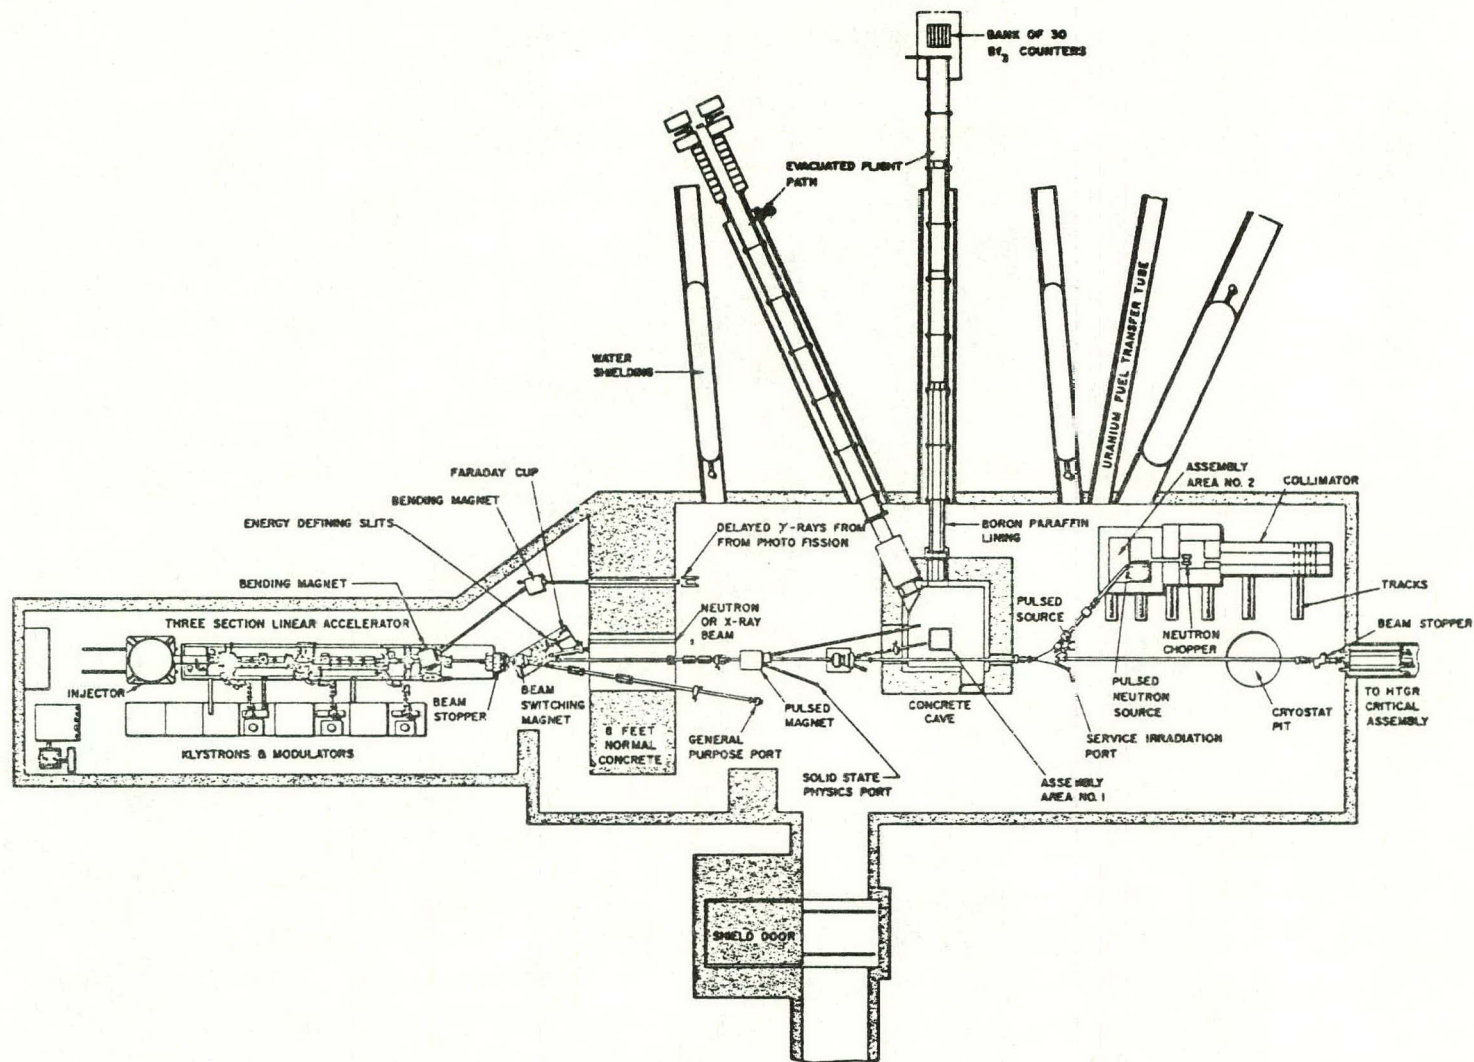 BANK OF 30
BF3 COUNTERS
EVACUATED FLIGHT
PATH
WATER
SHIELDING
URANIUM FUEL TRANSFER TUBE
FARADAY CUP
BENDING MAGNET
ENERGY DEFINING SLITS
ASSEMBLY
AREA NO. 2
COLLIMATOR
DELAYED γ-RAYS FROM
FROM PHOTO FISSION
BORON PARAFFIN
LINING
BENDING MAGNET
THREE SECTION LINEAR ACCELERATOR
NEUTRON
OR X-RAY
BEAM
PULSED
SOURCE
TRACKS
NEUTRON
CHOPPER
BEAM STOPPER
INJECTOR
BEAM
STOPPER
BEAM
SWITCHING
MAGNET
PULSED
MAGNET
CONCRETE
CAVE
PULSED
NEUTRON
SOURCE
CRYOSTAT
PIT
TO HTGR
CRITICAL
ASSEMBLY
KLYSTRONS & MODULATORS
6 FEET
NORMAL
CONCRETE
GENERAL
PURPOSE PORT
SERVICE IRRADIATION
PORT
SOLID STATE
PHYSICS PORT
ASSEMBLY
AREA NO. 1
SHIELD DOOR